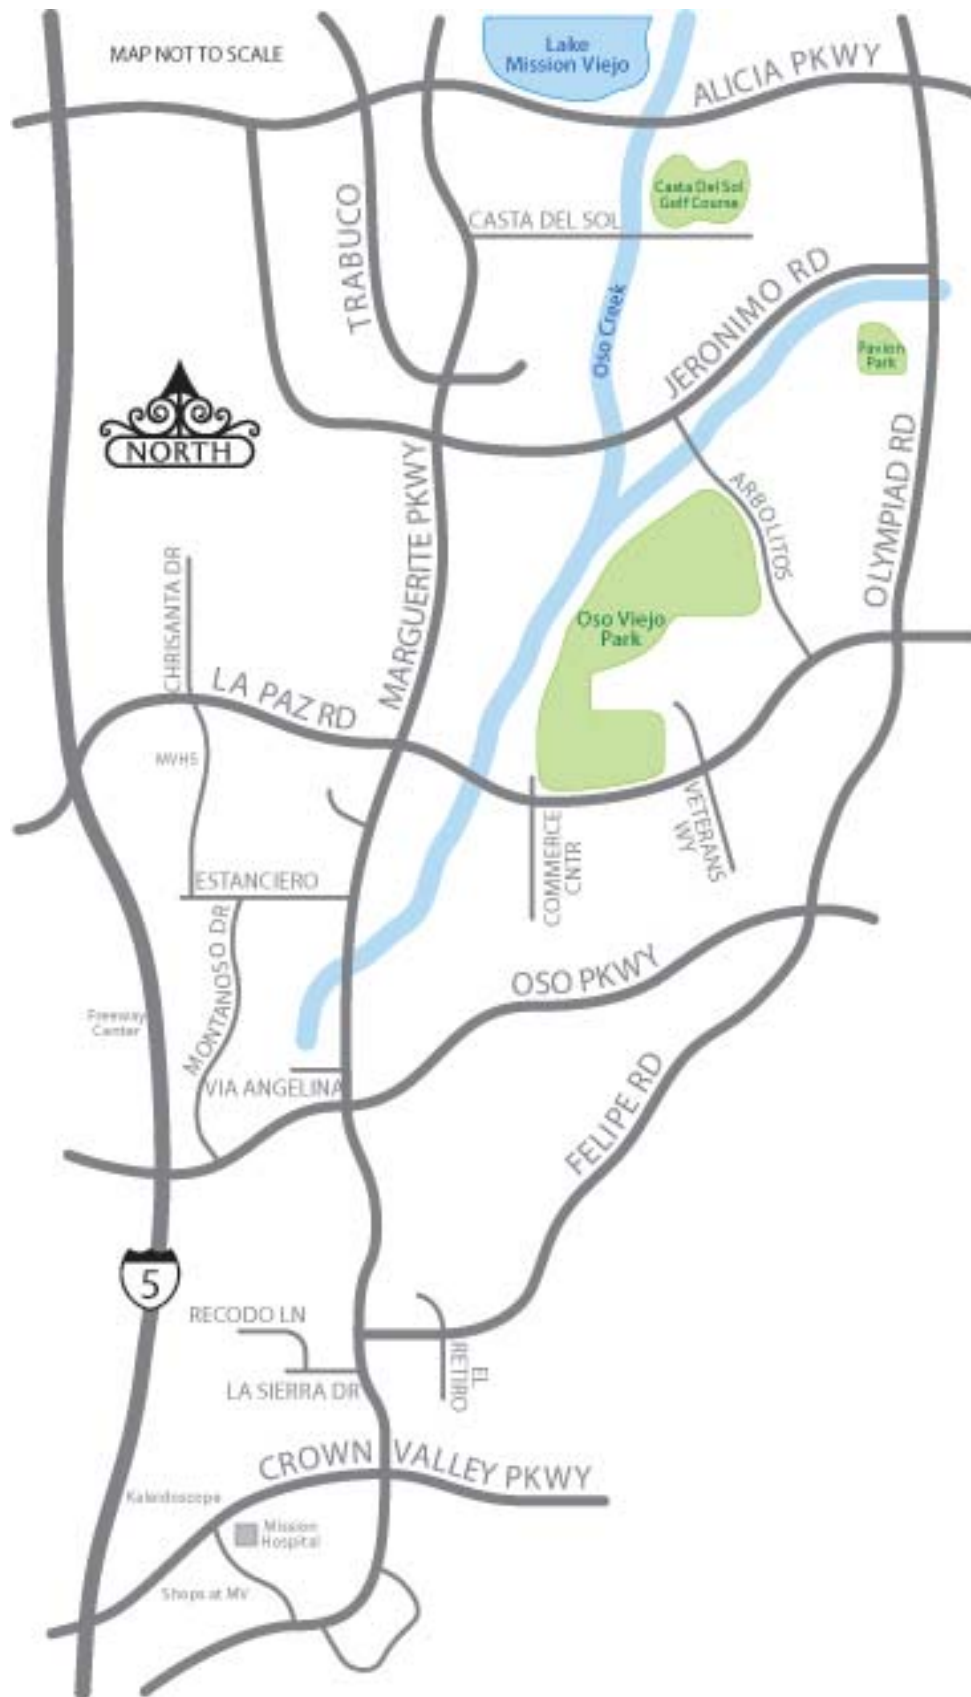 MAP NOT TO SCALE
Lake
Mission Viejo
ALICIA PKWY
Casta Del Sol
Golf Course
TRABUCO
CASTA DEL SOL
JERONIMO RD
Oso Creek
Pavion
Park
NORTH
MARGUERITE PKWY
ARBOLITOS
OLYMPIAD RD
CHRISANTA DR
Oso Viejo
Park
LA PAZ RD
MVHS
VETERANS
WY
COMMERCE
CNTR
ESTANCIERO
MONTANOSO DR
OSO PKWY
Freeway
Center
VIA ANGELINA
FELIPE RD
5
RECODO LN
EL
RETIRO
LA SIERRA DR
CROWN VALLEY PKWY
Kaleidoscope
Mission
Hospital
Shops at MV